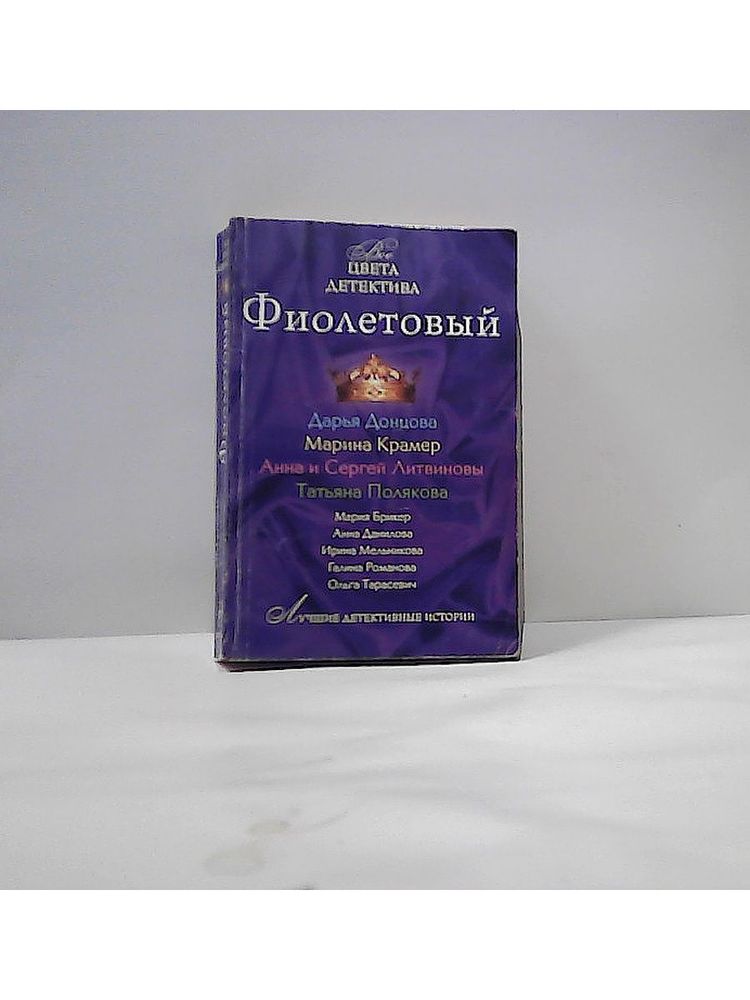 Все
ЦВЕТА
ДЕТЕКТИВА
Фиолетовый
Дарья Донцова
Марина Крамер
Анна и Сергей Литвиновы
Татьяна Полякова
Мария Брикер
Анна Данилова
Ирина Мельникова
Галина Романова
Ольга Тарасевич
Лучшие детективные истории